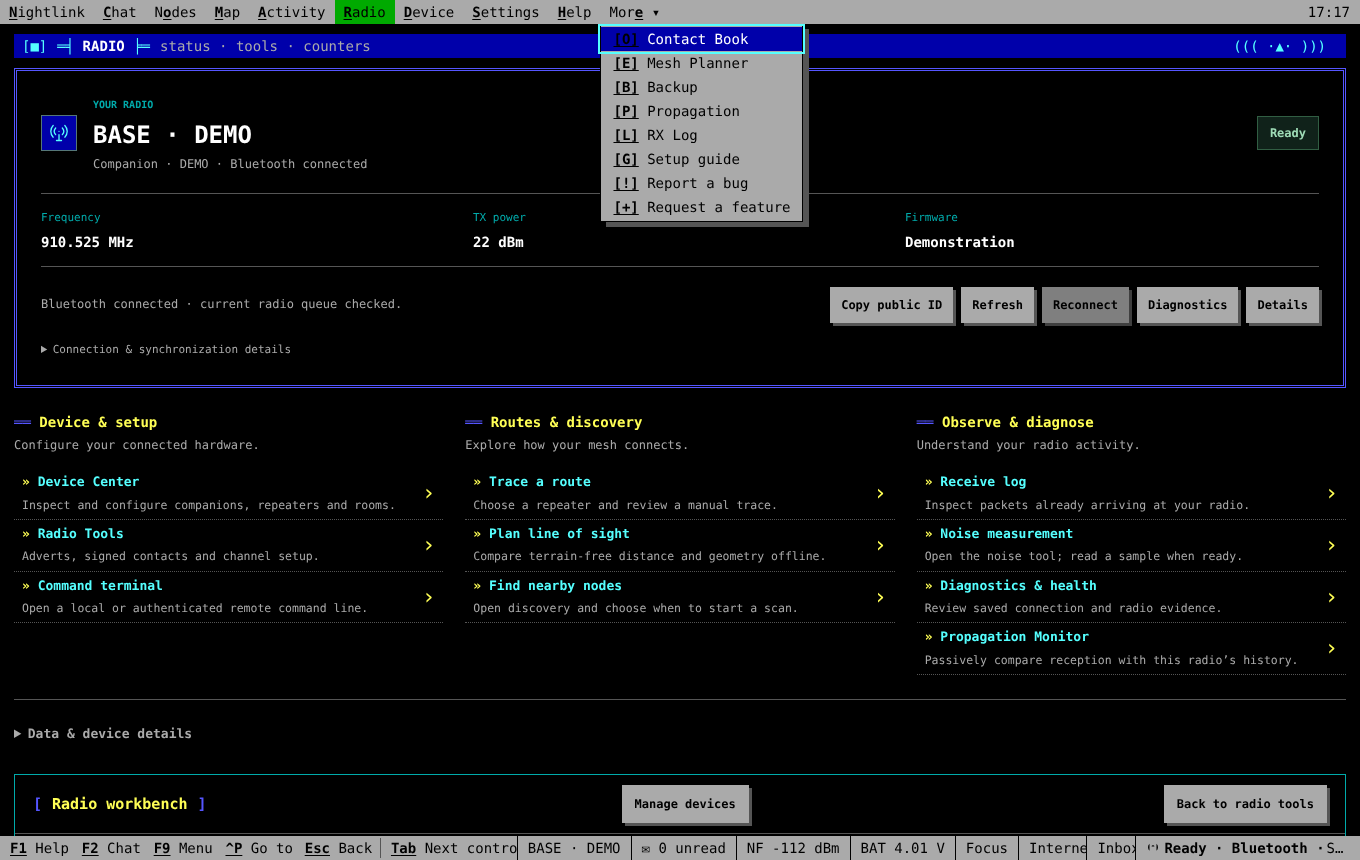 Nightlink Chat Nodes Map Activity Radio Device Settings Help More ▾ 17:17
[■] ═╡ RADIO ╞═ status · tools · counters ((( ·▲· )))
[O] Contact Book
[E] Mesh Planner
[B] Backup
[P] Propagation
[L] RX Log
[G] Setup guide
[!] Report a bug
[+] Request a feature
YOUR RADIO
BASE · DEMO
Companion · DEMO · Bluetooth connected
Ready
Frequency TX power Firmware
910.525 MHz 22 dBm Demonstration
Bluetooth connected · current radio queue checked.
Copy public ID Refresh Reconnect Diagnostics Details
▶ Connection & synchronization details
══ Device & setup
Configure your connected hardware.
» Device Center ›
Inspect and configure companions, repeaters and rooms.
» Radio Tools ›
Adverts, signed contacts and channel setup.
» Command terminal ›
Open a local or authenticated remote command line.
══ Routes & discovery
Explore how your mesh connects.
» Trace a route ›
Choose a repeater and review a manual trace.
» Plan line of sight ›
Compare terrain-free distance and geometry offline.
» Find nearby nodes ›
Open discovery and choose when to start a scan.
══ Observe & diagnose
Understand your radio activity.
» Receive log ›
Inspect packets already arriving at your radio.
» Noise measurement ›
Open the noise tool; read a sample when ready.
» Diagnostics & health ›
Review saved connection and radio evidence.
» Propagation Monitor ›
Passively compare reception with this radio’s history.
▶ Data & device details
[ Radio workbench ] Manage devices Back to radio tools
F1 Help F2 Chat F9 Menu ^P Go to Esc Back Tab Next contro BASE · DEMO ✉ 0 unread NF -112 dBm BAT 4.01 V Focus Interne Inbox Ready · Bluetooth · S…